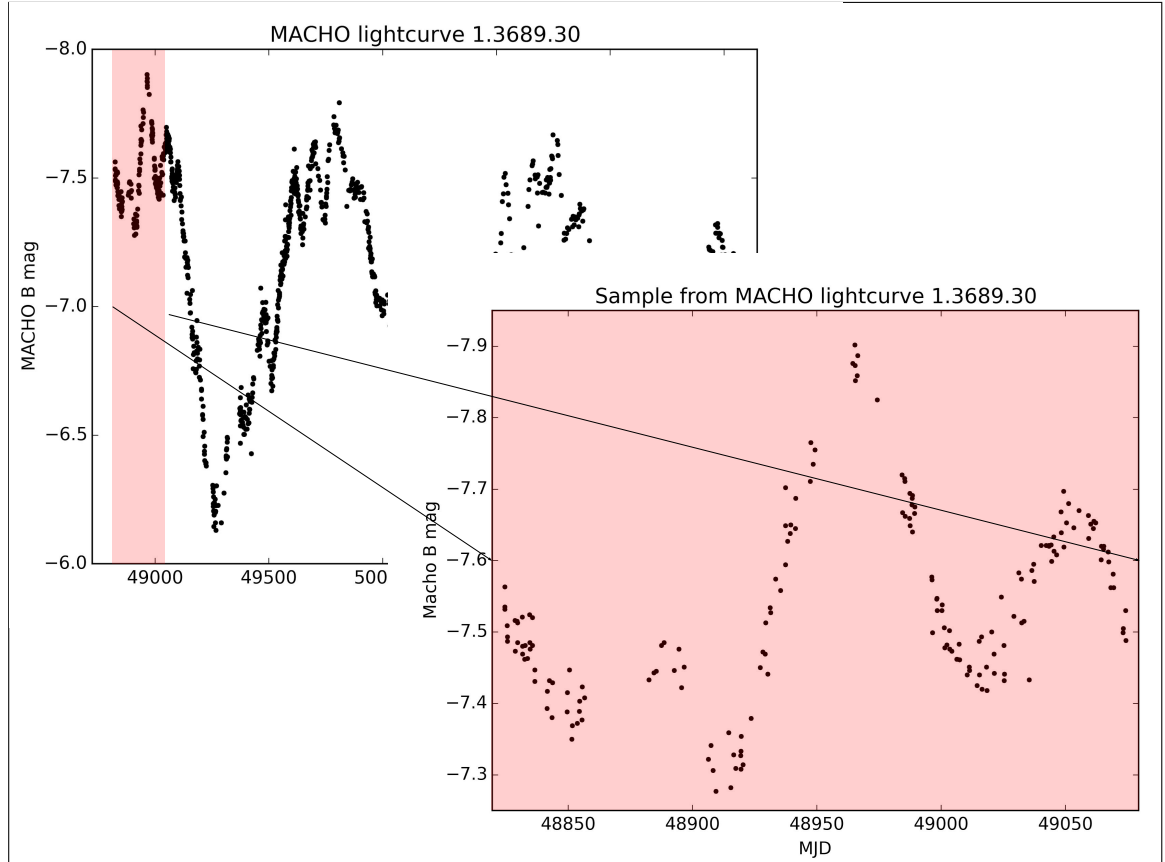 MACHO lightcurve 1.3689.30
MACHO B mag
−8.0
−7.5
−7.0
−6.5
−6.0
49000 49500 500
Sample from MACHO lightcurve 1.3689.30
Macho B mag
−7.9
−7.8
−7.7
−7.6
−7.5
−7.4
−7.3
48850 48900 48950 49000 49050
MJD